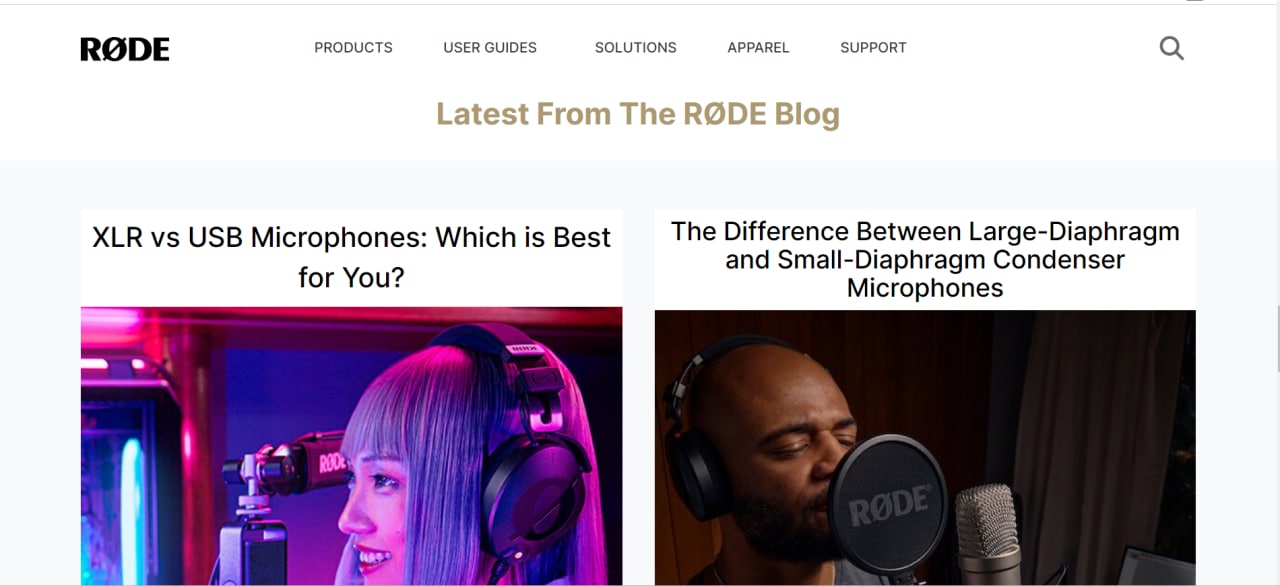 RØDE
PRODUCTS
USER GUIDES
SOLUTIONS
APPAREL
SUPPORT
Latest From The RØDE Blog
XLR vs USB Microphones: Which is Best
for You?
The Difference Between Large-Diaphragm
and Small-Diaphragm Condenser
Microphones
RØDE
RØDE
RØDE®